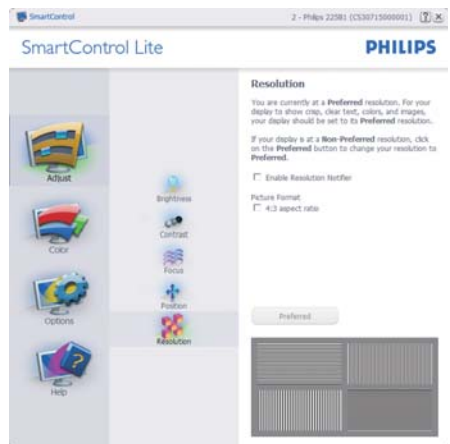 SmartControl
2 - Philips 225B1 (CS30715000001)
SmartControl Lite
PHILIPS
Adjust
Color
Options
Help
Brightness
Contrast
Focus
Position
Resolution
Resolution
You are currently at a Preferred resolution. For your
display to show crisp, clear text, colors, and images,
your display should be set to its Preferred resolution.
If your display is at a Non-Preferred resolution, click
on the Preferred button to change your resolution to
Preferred.
Enable Resolution Notifier
Picture Format
4:3 aspect ratio
Preferred